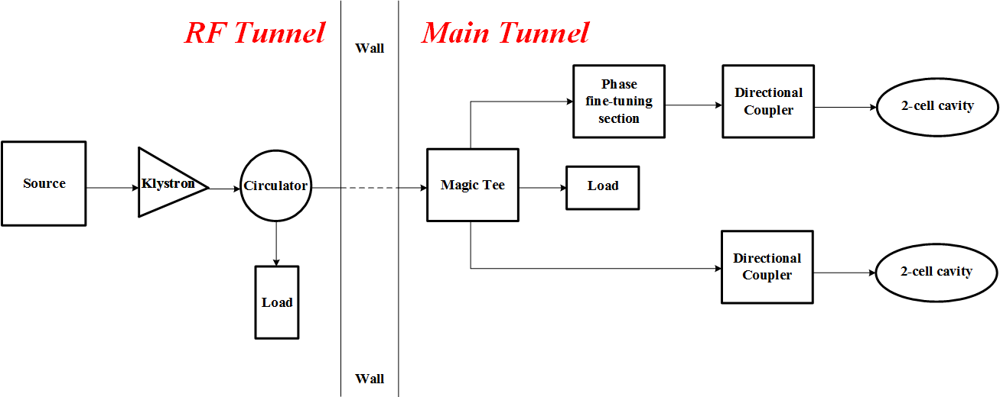 RF Tunnel
Wall
Main Tunnel
Phase
fine-tuning
section
Directional
Coupler
2-cell cavity
Source
Klystron
Circulator
Magic Tee
Load
Load
Directional
Coupler
2-cell cavity
Wall